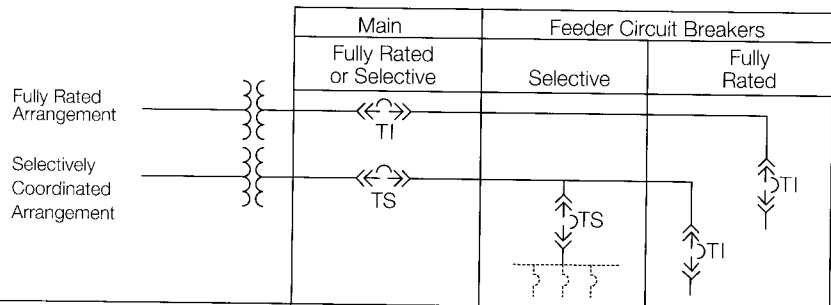 Main
Feeder Circuit Breakers
Fully Rated
or Selective
Selective
Fully
Rated
Fully Rated
Arrangement
TI
TI
Selectively
Coordinated
Arrangement
TS
TS
TI